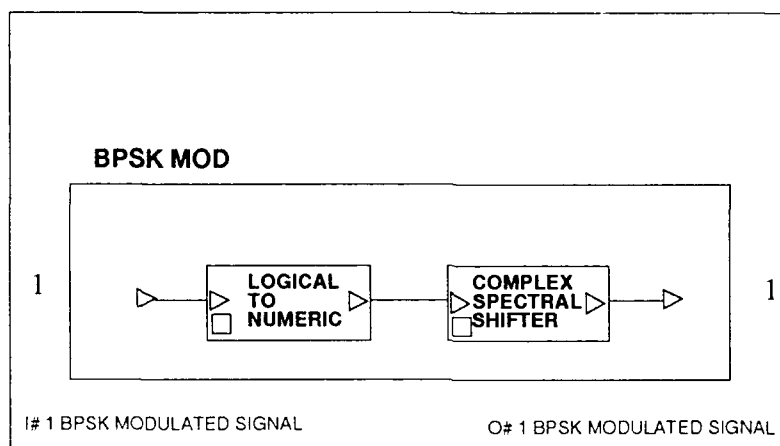 BPSK MOD
1
LOGICAL
TO
NUMERIC
COMPLEX
SPECTRAL
SHIFTER
1
I# 1 BPSK MODULATED SIGNAL
O# 1 BPSK MODULATED SIGNAL